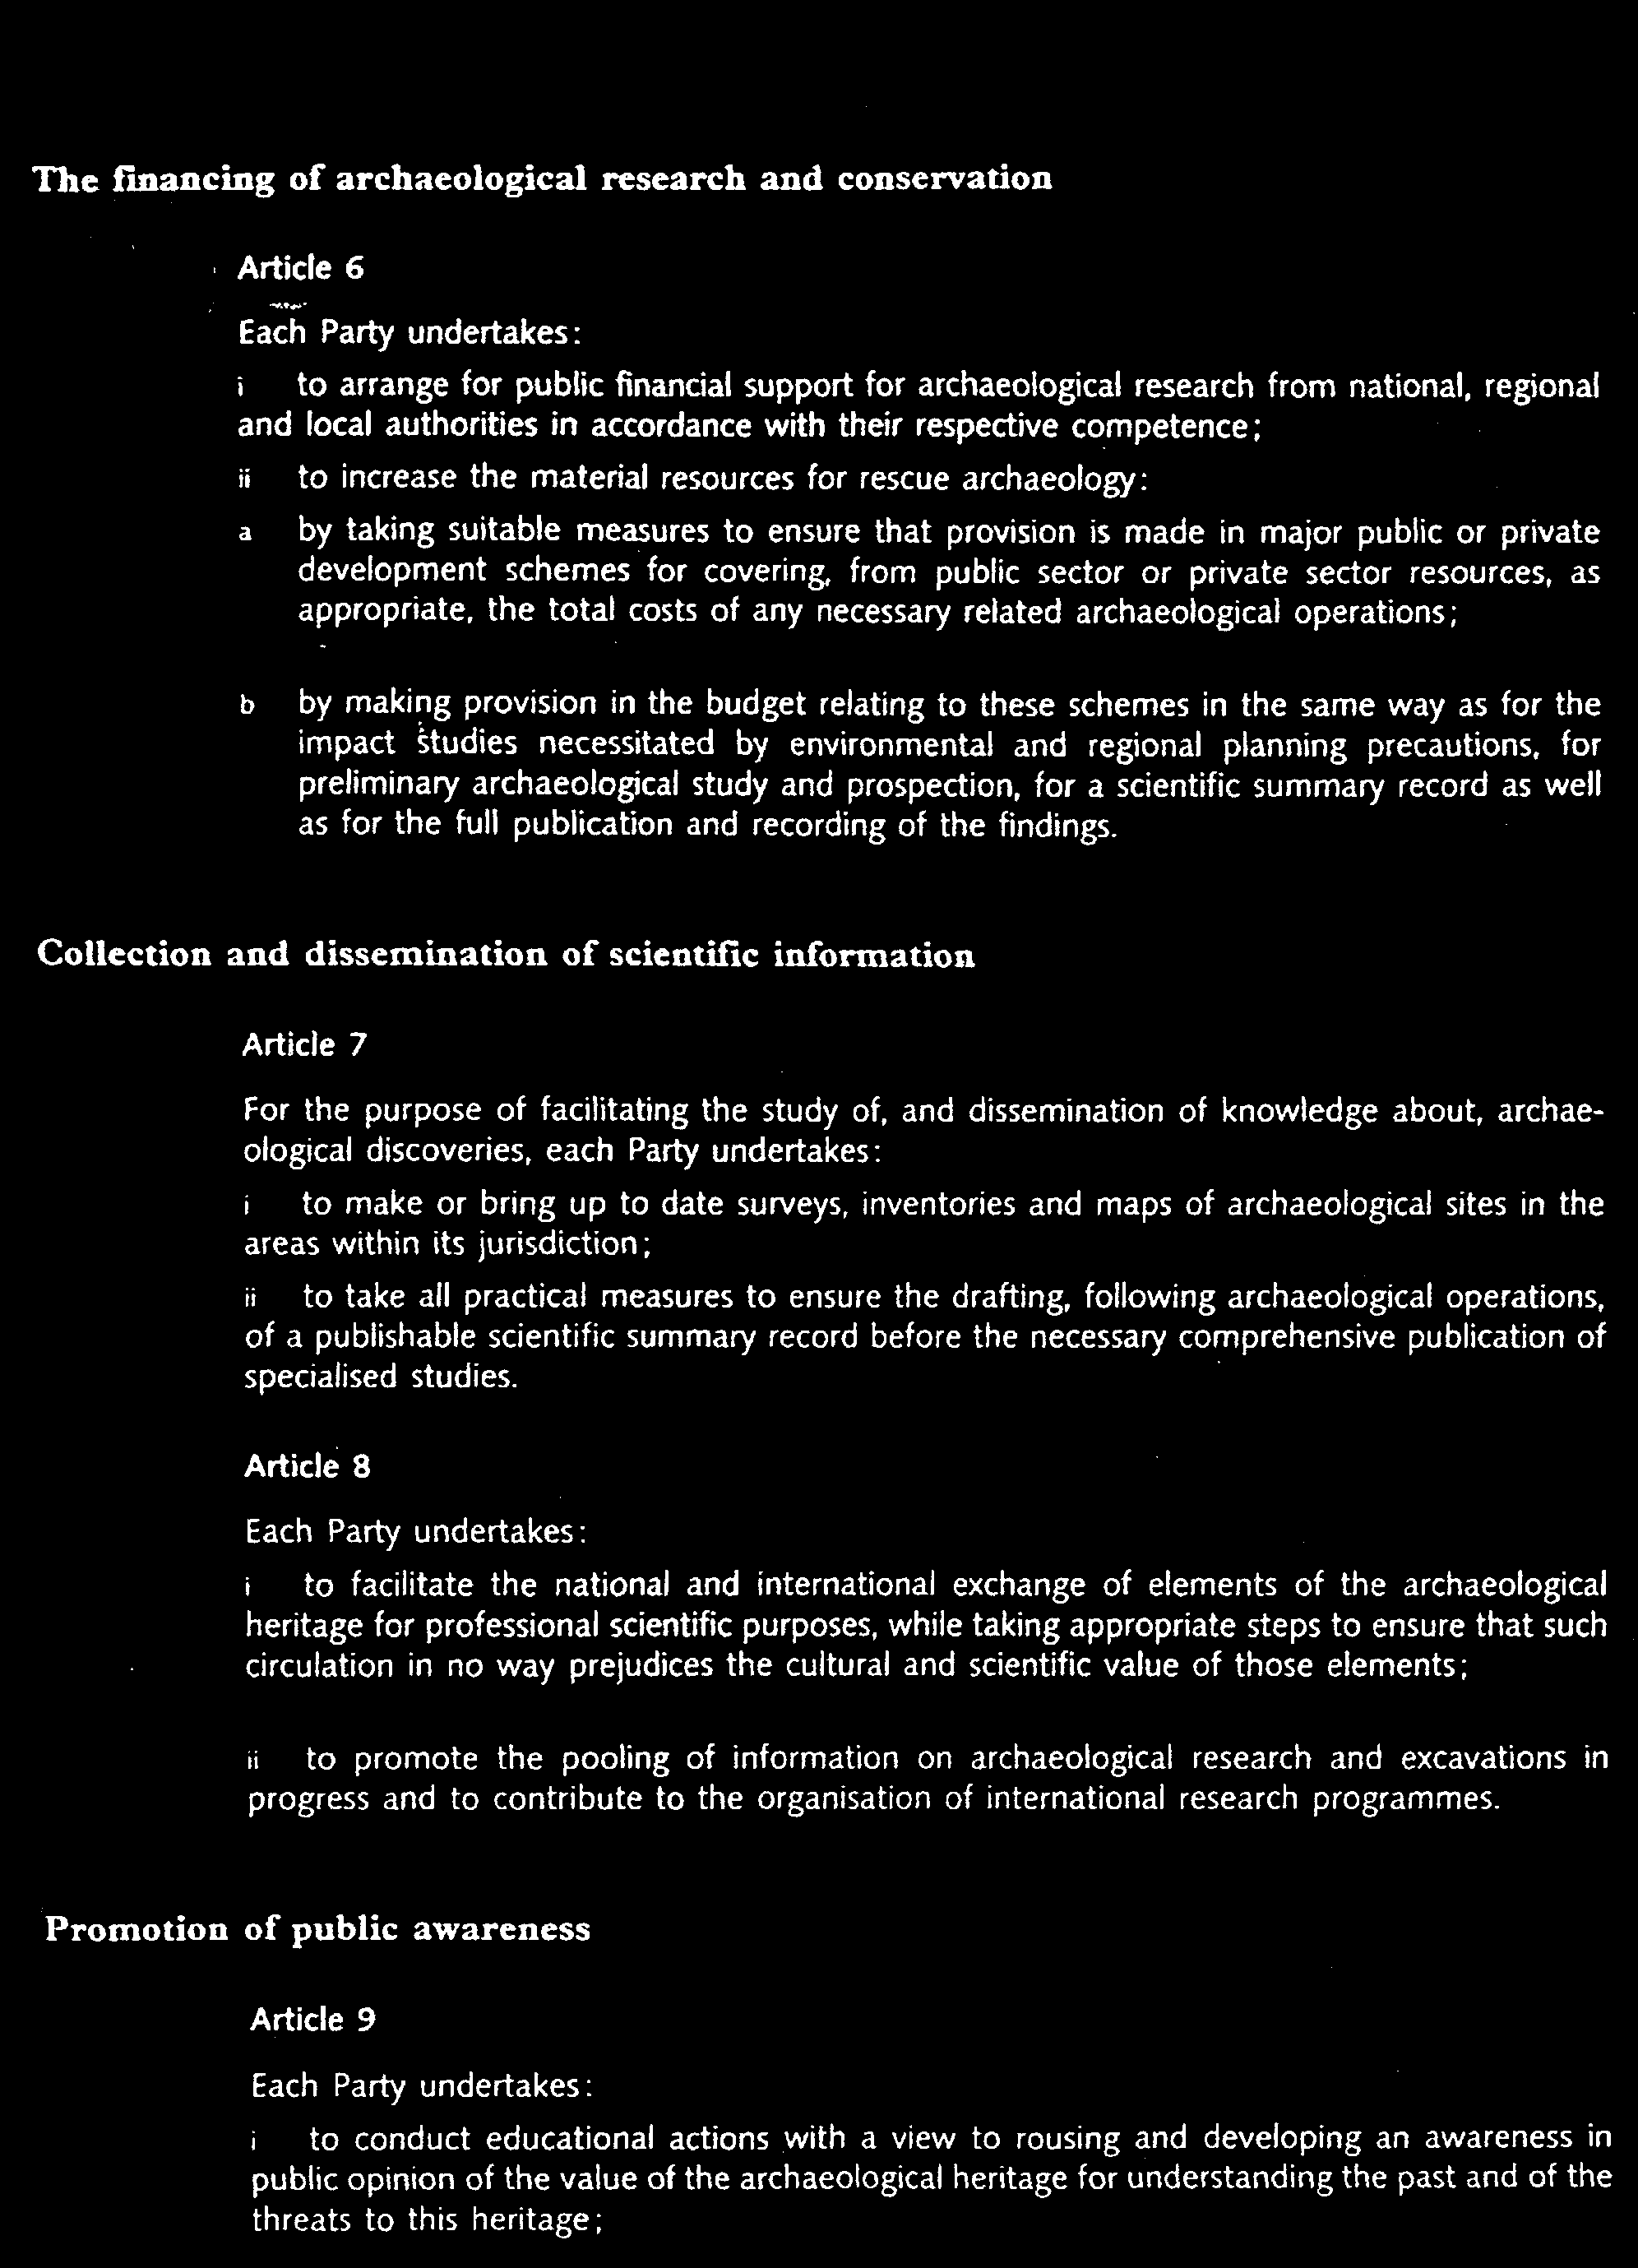 The financing of archaeological research and conservation
Article 6
Each Party undertakes:
i to arrange for public financial support for archaeological research from national, regional
and local authorities in accordance with their respective competence;
ii to increase the material resources for rescue archaeology:
a by taking suitable measures to ensure that provision is made in major public or private
development schemes for covering, from public sector or private sector resources, as
appropriate, the total costs of any necessary related archaeological operations;
b by making provision in the budget relating to these schemes in the same way as for the
impact studies necessitated by environmental and regional planning precautions, for
preliminary archaeological study and prospection, for a scientific summary record as well
as for the full publication and recording of the findings.
Collection and dissemination of scientific information
Article 7
For the purpose of facilitating the study of, and dissemination of knowledge about, archae-
ological discoveries, each Party undertakes:
i to make or bring up to date surveys, inventories and maps of archaeological sites in the
areas within its jurisdiction;
ii to take all practical measures to ensure the drafting, following archaeological operations,
of a publishable scientific summary record before the necessary comprehensive publication of
specialised studies.
Article 8
Each Party undertakes:
i to facilitate the national and international exchange of elements of the archaeological
heritage for professional scientific purposes, while taking appropriate steps to ensure that such
circulation in no way prejudices the cultural and scientific value of those elements;
ii to promote the pooling of information on archaeological research and excavations in
progress and to contribute to the organisation of international research programmes.
Promotion of public awareness
Article 9
Each Party undertakes:
i to conduct educational actions with a view to rousing and developing an awareness in
public opinion of the value of the archaeological heritage for understanding the past and of the
threats to this heritage;